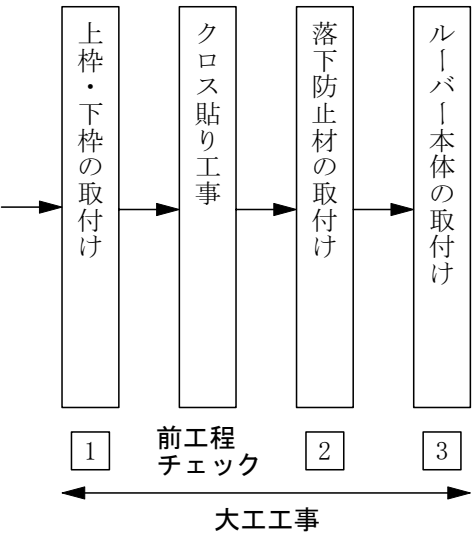 上枠・下枠の取付け
クロス貼り工事
落下防止材の取付け
ルーバー本体の取付け
1
前工程
チェック
2
3
大工工事